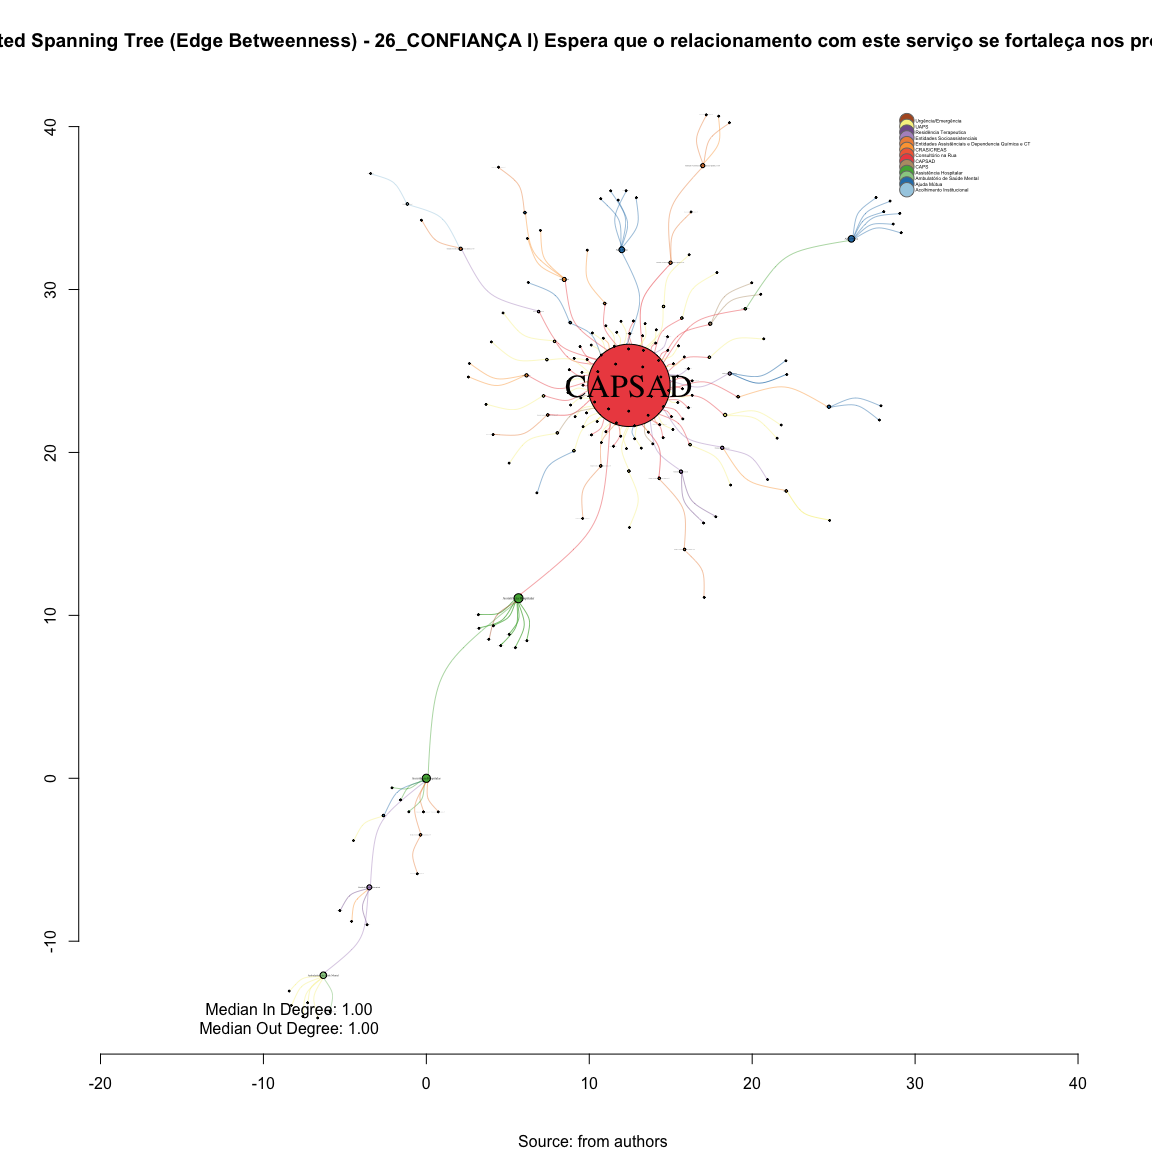 ted Spanning Tree (Edge Betweenness) - 26_CONFIANÇA I) Espera que o relacionamento com este serviço se fortaleça nos pr
Urgência/Emergência
UAPS
Residência Terapeutica
Entidades Socioassistenciais
Entidades Assistênciais e Dependencia Química e CT
CRAS/CREAS
Consultório na Rua
CAPSAD
CAPS
Assistência Hospitalar
Ambulatório de Saúde Mental
Ajuda Mútua
Acolhimento Institucional
40
30
20
10
0
-10
CAPSAD
Median In Degree: 1.00
Median Out Degree: 1.00
-20 -10 0 10 20 30 40
Source: from authors